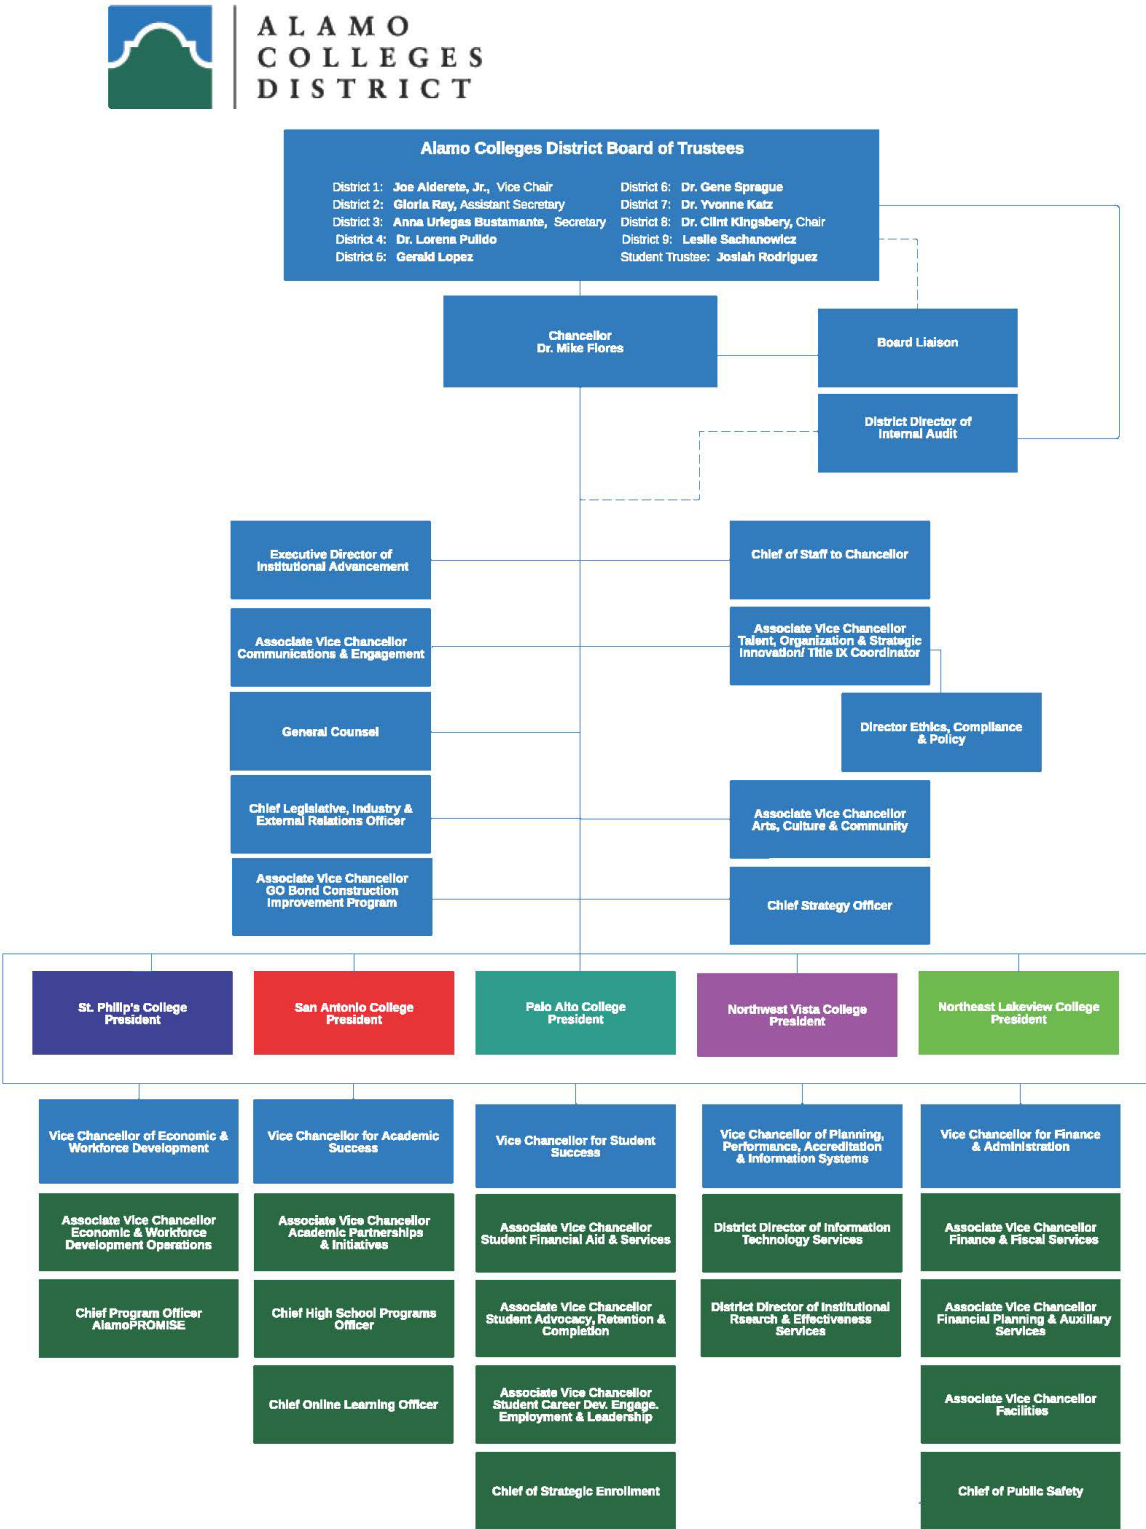 ALAMO
COLLEGES
DISTRICT
Alamo Colleges District Board of Trustees
District 1: Joe Alderete, Jr., Vice Chair
District 2: Gloria Ray, Assistant Secretary
District 3: Anna Uriegas Bustamante, Secretary
District 4: Dr. Lorena Pulido
District 5: Gerald Lopez
District 6: Dr. Gene Sprague
District 7: Dr. Yvonne Katz
District 8: Dr. Clint Kingsbery, Chair
District 9: Leslie Sachanowicz
Student Trustee: Josiah Rodriguez
Chancellor
Dr. Mike Flores
Board Liaison
District Director of
Internal Audit
Executive Director of
Institutional Advancement
Chief of Staff to Chancellor
Associate Vice Chancellor
Communications & Engagement
Associate Vice Chancellor
Talent, Organization & Strategic
Innovation/ Title IX Coordinator
General Counsel
Director Ethics, Compliance
& Policy
Chief Legislative, Industry &
External Relations Officer
Associate Vice Chancellor
Arts, Culture & Community
Associate Vice Chancellor
GO Bond Construction
Improvement Program
Chief Strategy Officer
St. Philip's College
President
San Antonio College
President
Palo Alto College
President
Northwest Vista College
President
Northeast Lakeview College
President
Vice Chancellor of Economic &
Workforce Development
Vice Chancellor for Academic
Success
Vice Chancellor for Student
Success
Vice Chancellor of Planning,
Performance, Accreditation
& Information Systems
Vice Chancellor for Finance
& Administration
Associate Vice Chancellor
Economic & Workforce
Development Operations
Associate Vice Chancellor
Academic Partnerships
& Initiatives
Associate Vice Chancellor
Student Financial Aid & Services
District Director of Information
Technology Services
Associate Vice Chancellor
Finance & Fiscal Services
Chief Program Officer
AlamoPROMISE
Chief High School Programs
Officer
Associate Vice Chancellor
Student Advocacy, Retention &
Completion
District Director of Institutional
Rsearch & Effectiveness
Services
Associate Vice Chancellor
Financial Planning & Auxiliary
Services
Chief Online Learning Officer
Associate Vice Chancellor
Student Career Dev. Engage.
Employment & Leadership
Associate Vice Chancellor
Facilities
Chief of Strategic Enrollment
Chief of Public Safety